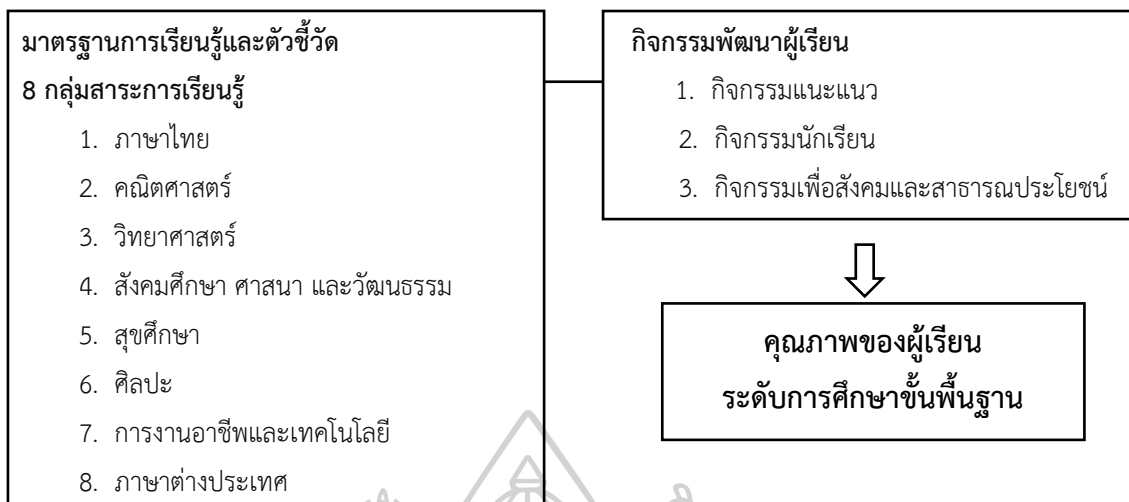 มาตรฐานการเรียนรู้และตัวชี้วัด
8 กลุ่มสาระการเรียนรู้
1. ภาษาไทย
2. คณิตศาสตร์
3. วิทยาศาสตร์
4. สังคมศึกษา ศาสนา และวัฒนธรรม
5. สุขศึกษา
6. ศิลปะ
7. การงานอาชีพและเทคโนโลยี
8. ภาษาต่างประเทศ
กิจกรรมพัฒนาผู้เรียน
1. กิจกรรมแนะแนว
2. กิจกรรมนักเรียน
3. กิจกรรมเพื่อสังคมและสาธารณประโยชน์
คุณภาพของผู้เรียน
ระดับการศึกษาขั้นพื้นฐาน